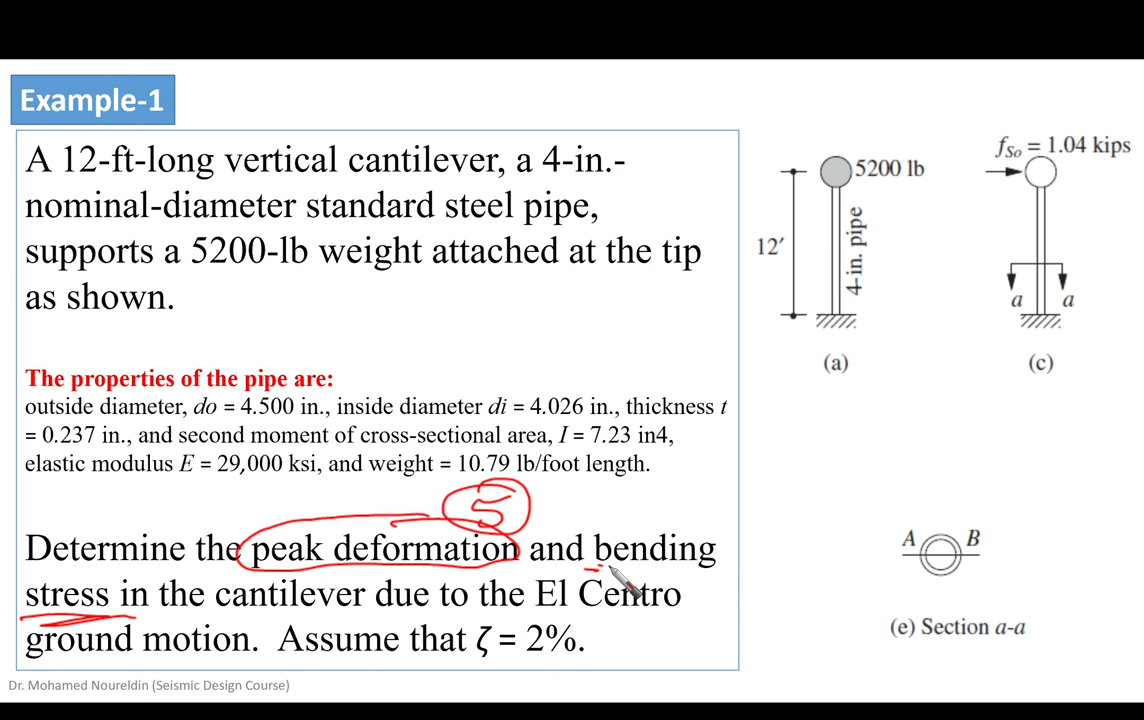 Example-1
A 12-ft-long vertical cantilever, a 4-in.-
nominal-diameter standard steel pipe,
supports a 5200-lb weight attached at the tip
as shown.
The properties of the pipe are:
outside diameter, do = 4.500 in., inside diameter di = 4.026 in., thickness t
= 0.237 in., and second moment of cross-sectional area, I = 7.23 in4,
elastic modulus E = 29,000 ksi, and weight = 10.79 lb/foot length.
5
Determine the peak deformation and bending
stress in the cantilever due to the El Centro
ground motion. Assume that ζ = 2%.
5200 lb
12′
4-in. pipe
(a)
fSo = 1.04 kips
a a
(c)
A B
(e) Section a-a
Dr. Mohamed Noureldin (Seismic Design Course)